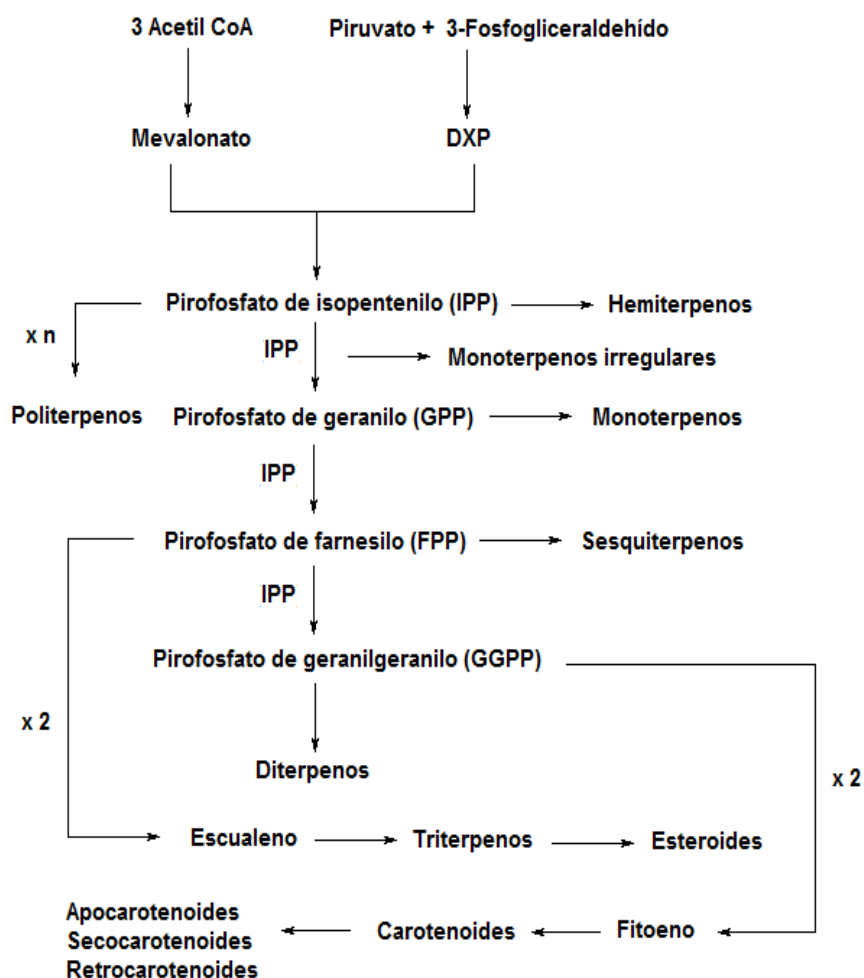 3 Acetil CoA
Piruvato + 3-Fosfogliceraldehído
Mevalonato
DXP
Pirofosfato de isopentenilo (IPP)
Hemiterpenos
x n
IPP
Monoterpenos irregulares
Politerpenos
Pirofosfato de geranilo (GPP)
Monoterpenos
IPP
Pirofosfato de farnesilo (FPP)
Sesquiterpenos
IPP
Pirofosfato de geranilgeranilo (GGPP)
x 2
Diterpenos
x 2
Escualeno
Triterpenos
Esteroides
Apocarotenoides
Secocarotenoides
Retrocarotenoides
Carotenoides
Fitoeno